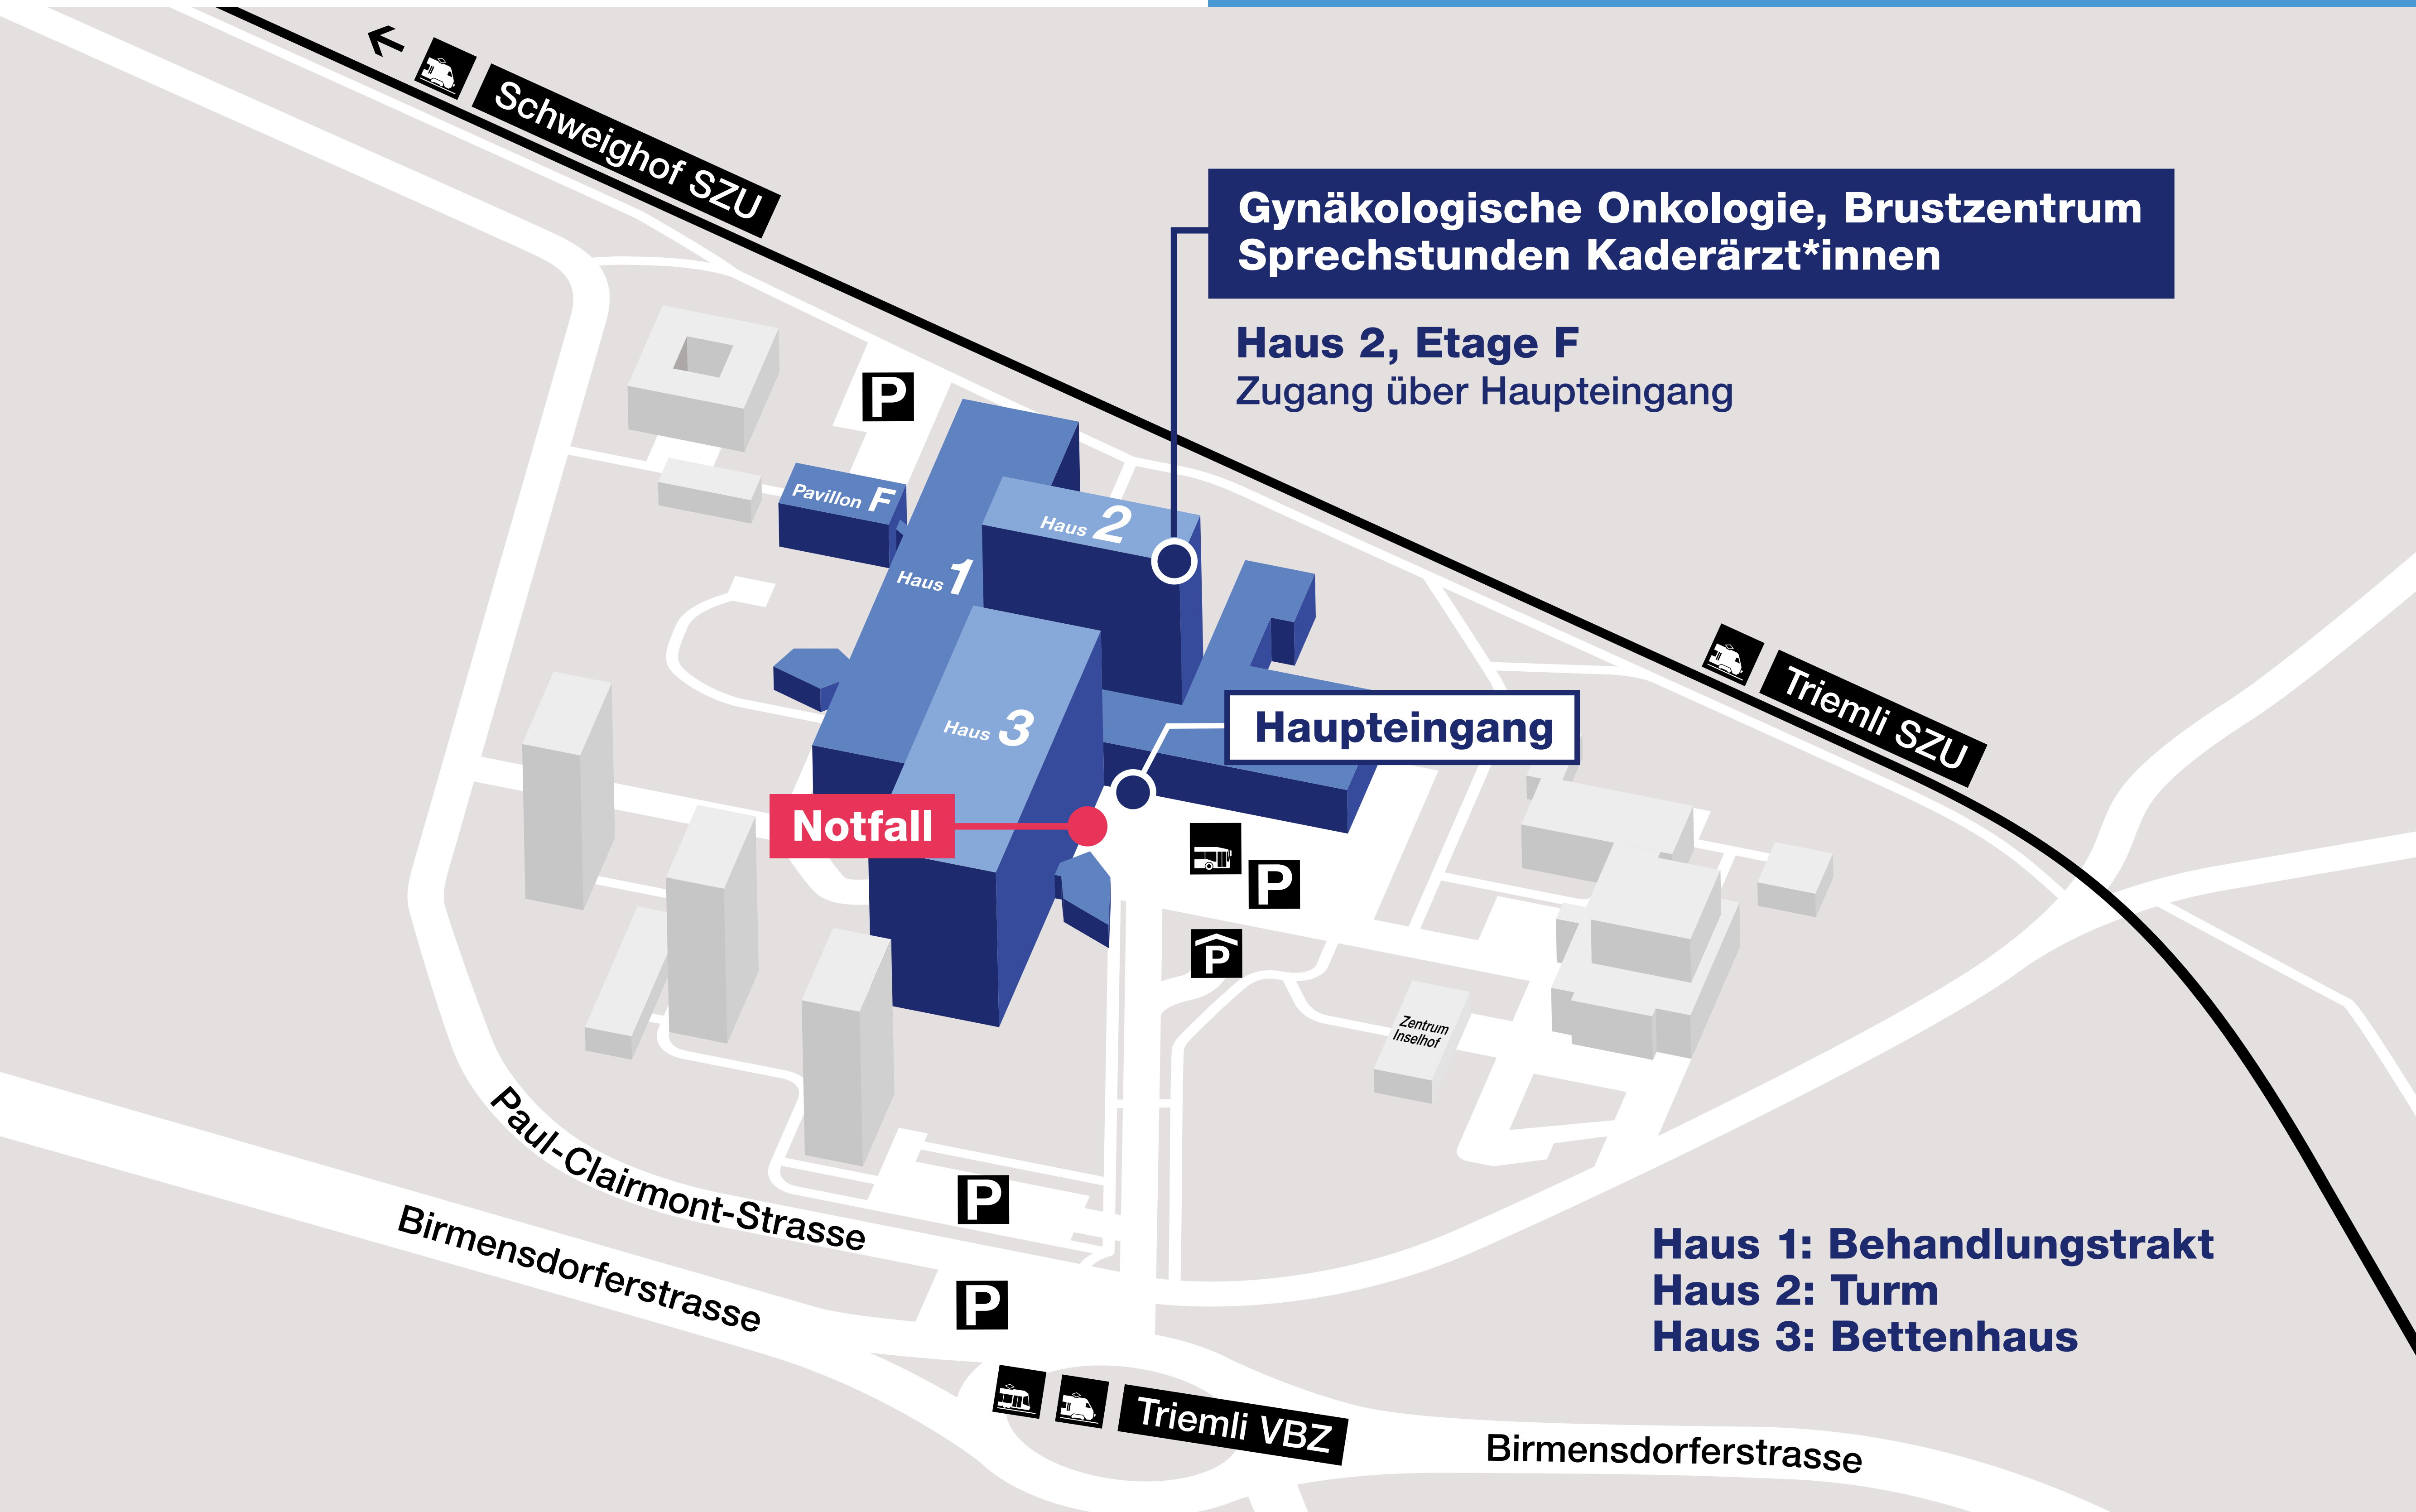 Schweighof SZU
Gynäkologische Onkologie, Brustzentrum
Sprechstunden Kaderärzt*innen
Haus 2, Etage F
Zugang über Haupteingang
P
Pavillon F
Haus 2
Haus 1
Haus 3
Triemli SZU
Haupteingang
Notfall
P
P
Zentrum
Inselhof
Paul-Clairmont-Strasse
P
Birmensdorferstrasse
P
Haus 1: Behandlungstrakt
Haus 2: Turm
Haus 3: Bettenhaus
Triemli VBZ
Birmensdorferstrasse